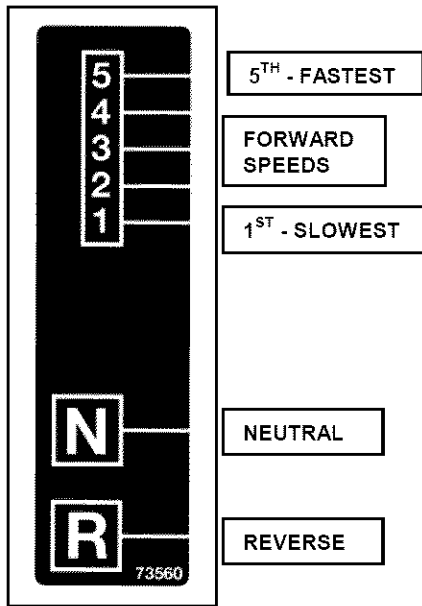 5
5TH - FASTEST
4
3
FORWARD
SPEEDS
2
1
1ST - SLOWEST
N
NEUTRAL
R
REVERSE
73560